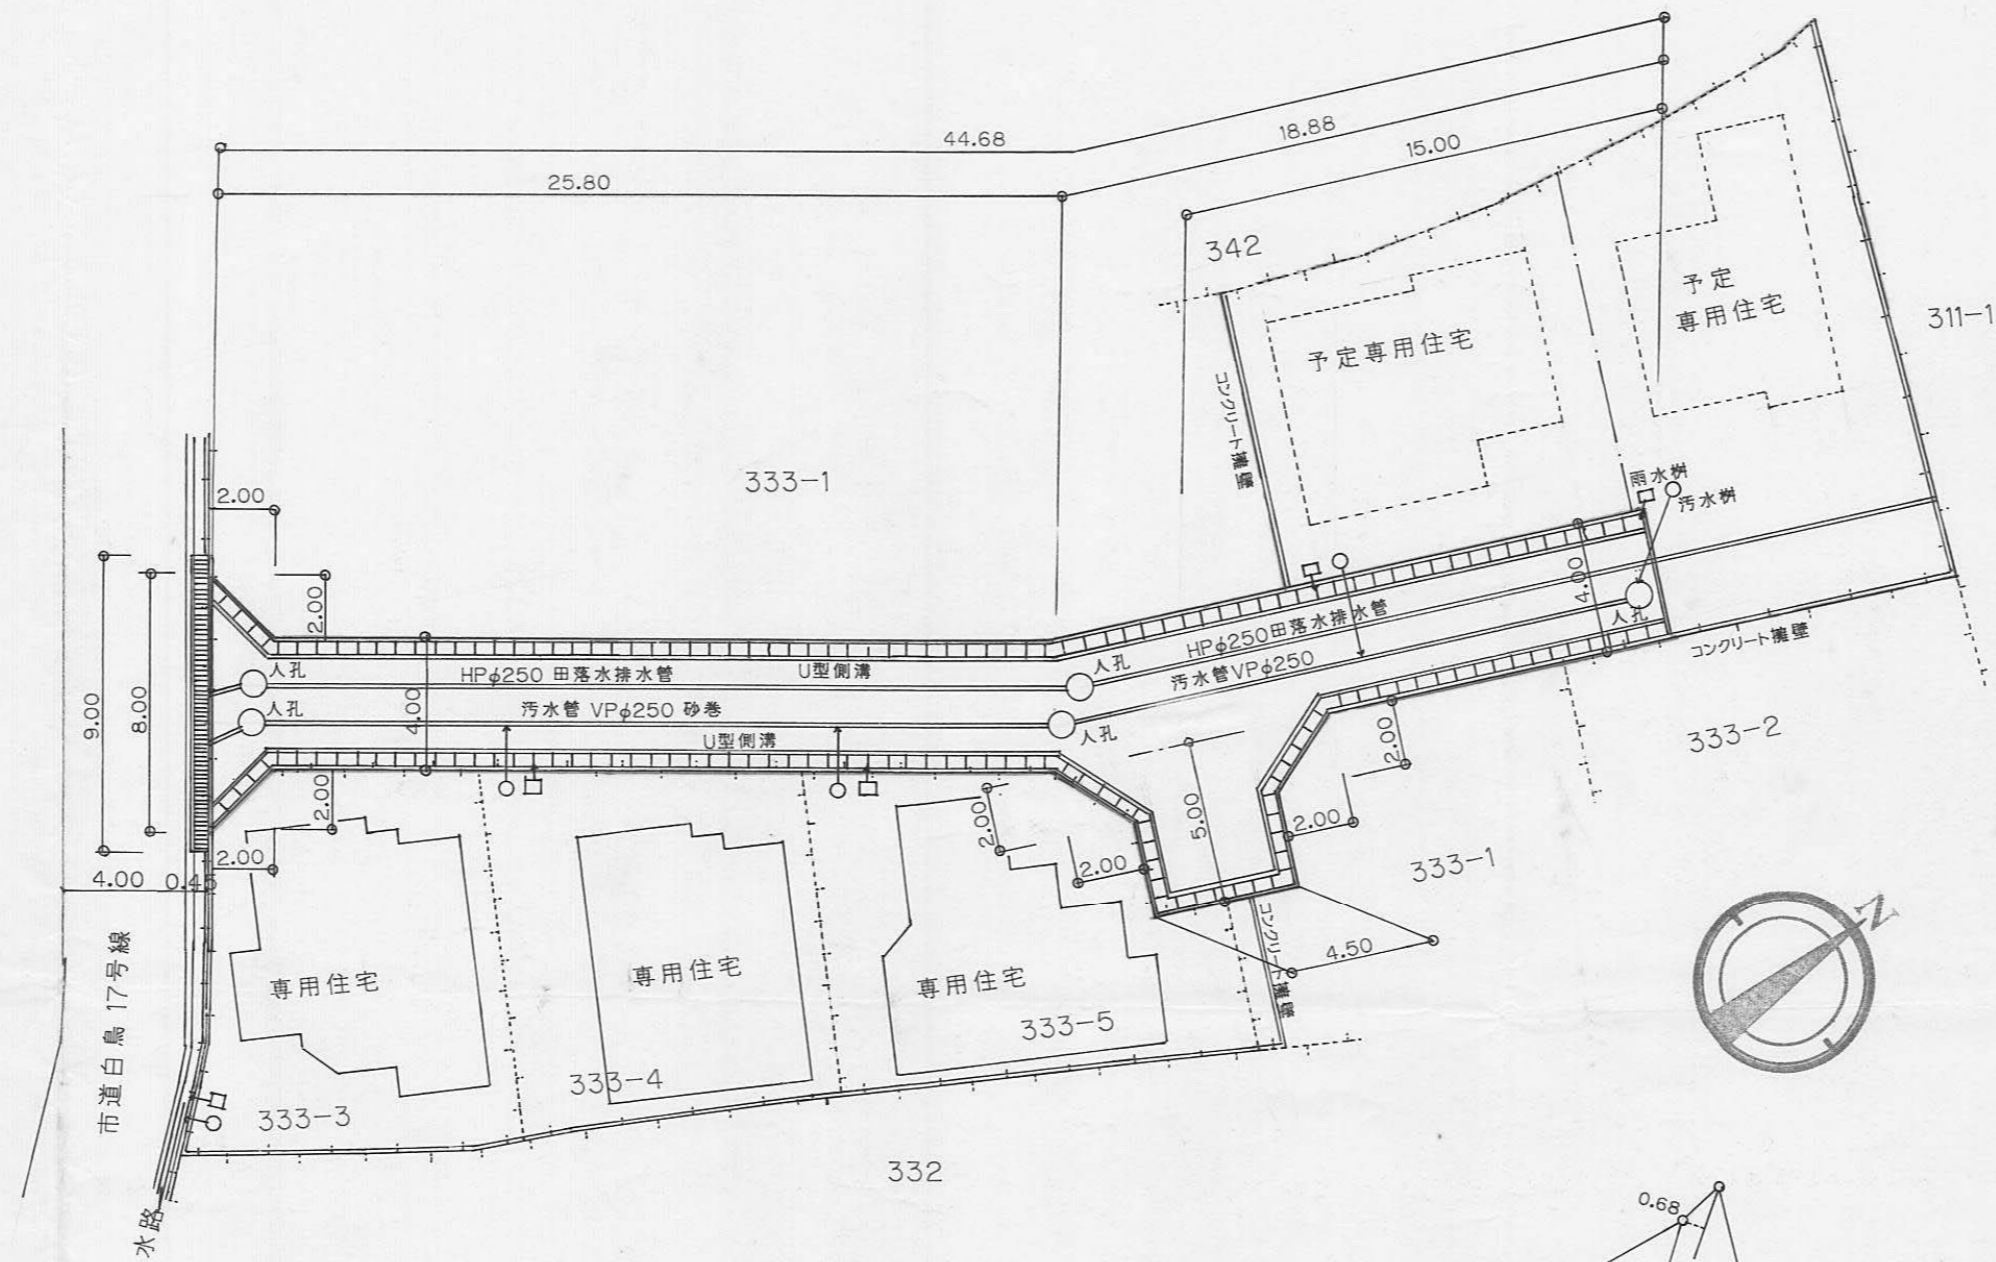 44.68
18.88
15.00
25.80
342
予定
専用住宅
311-1
予定専用住宅
コンクリート擁壁
333-1
雨水桝
汚水桝
2.00
2.00
4.00
人孔
HPφ250田落水排水管
汚水管VPφ250
人孔
コンクリート擁壁
人孔
HPφ250 田落水排水管
U型側溝
9.00
8.00
4.00
人孔
汚水管 VPφ250 砂巻
人孔
U型側溝
333-2
2.00
2.00
2.00
5.00
2.00
2.00
2.00
333-1
4.00
0.45
N
4.50
コンクリート擁壁
市道白鳥17号線
専用住宅
専用住宅
専用住宅
333-5
333-4
333-3
332
水路
0.68